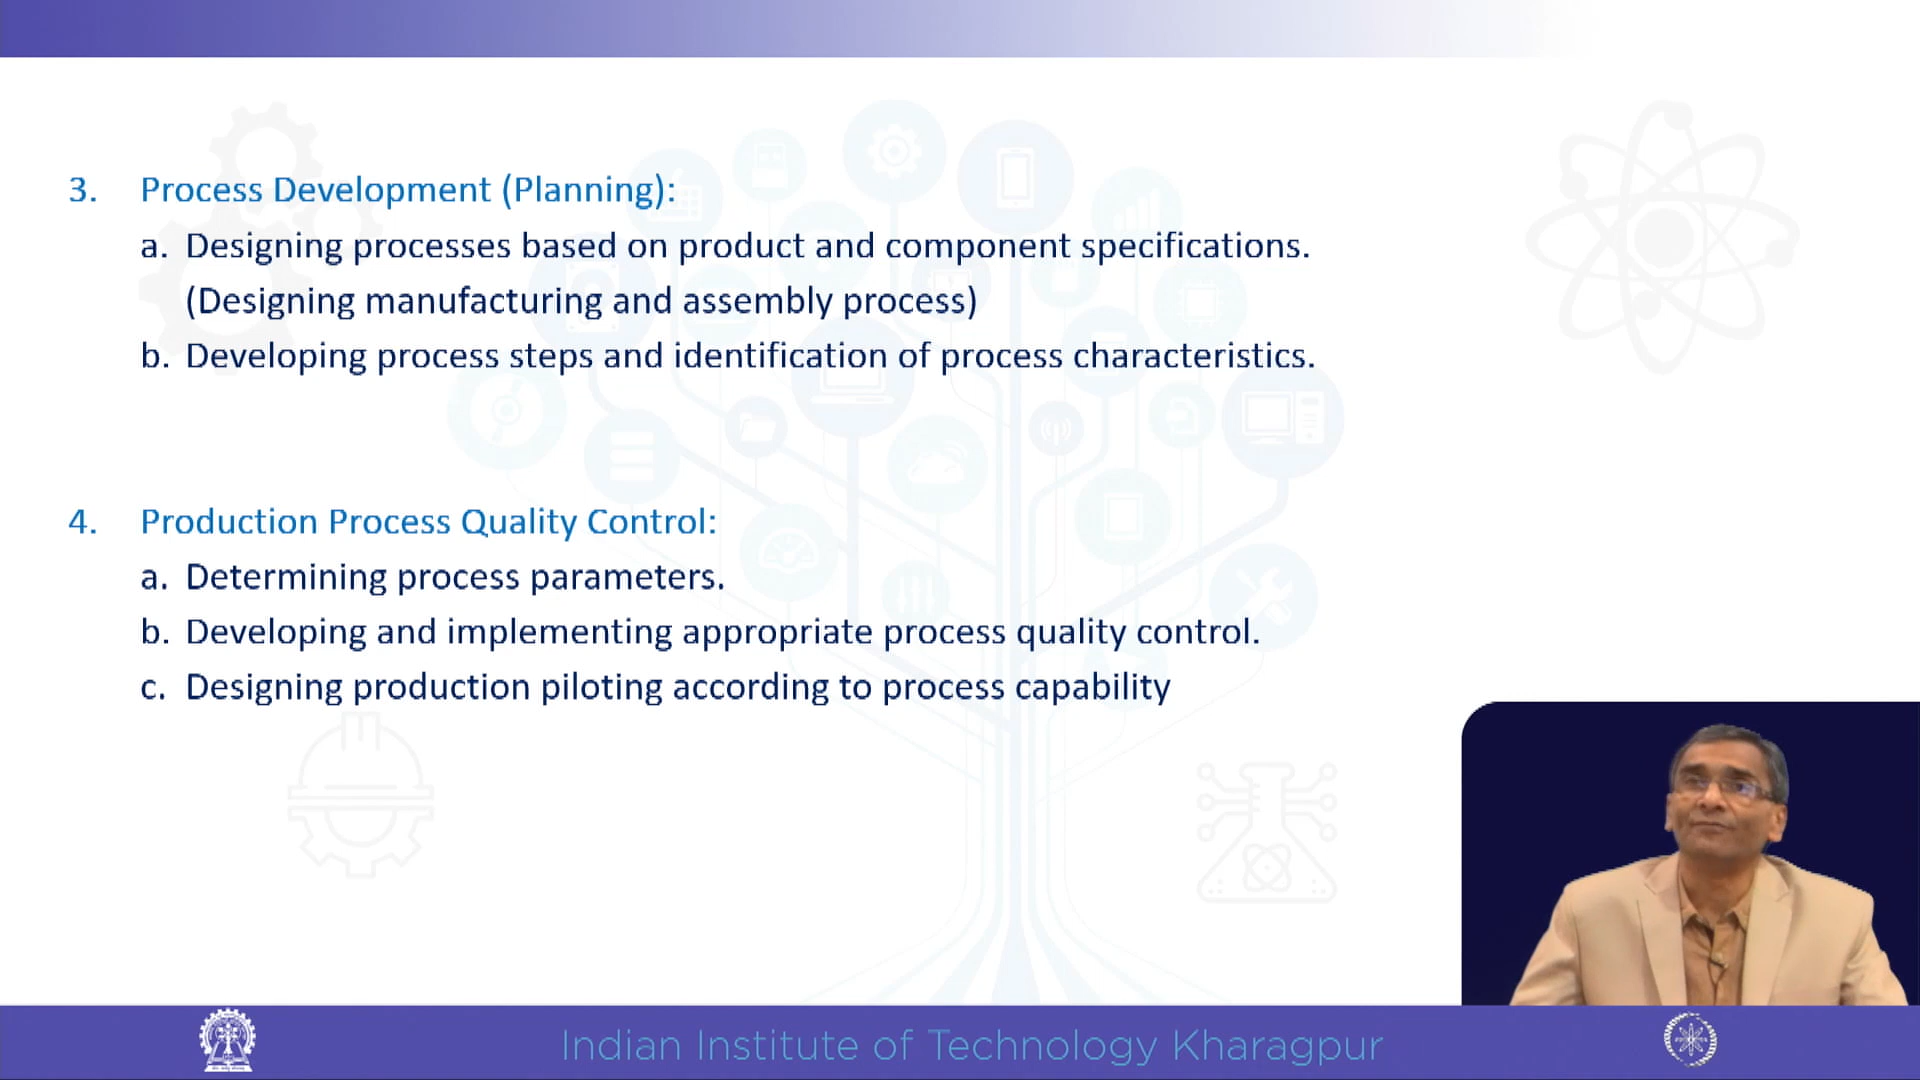 3. Process Development (Planning):
a. Designing processes based on product and component specifications.
(Designing manufacturing and assembly process)
b. Developing process steps and identification of process characteristics.
4. Production Process Quality Control:
a. Determining process parameters.
b. Developing and implementing appropriate process quality control.
c. Designing production piloting according to process capability
Indian Institute of Technology Kharagpur